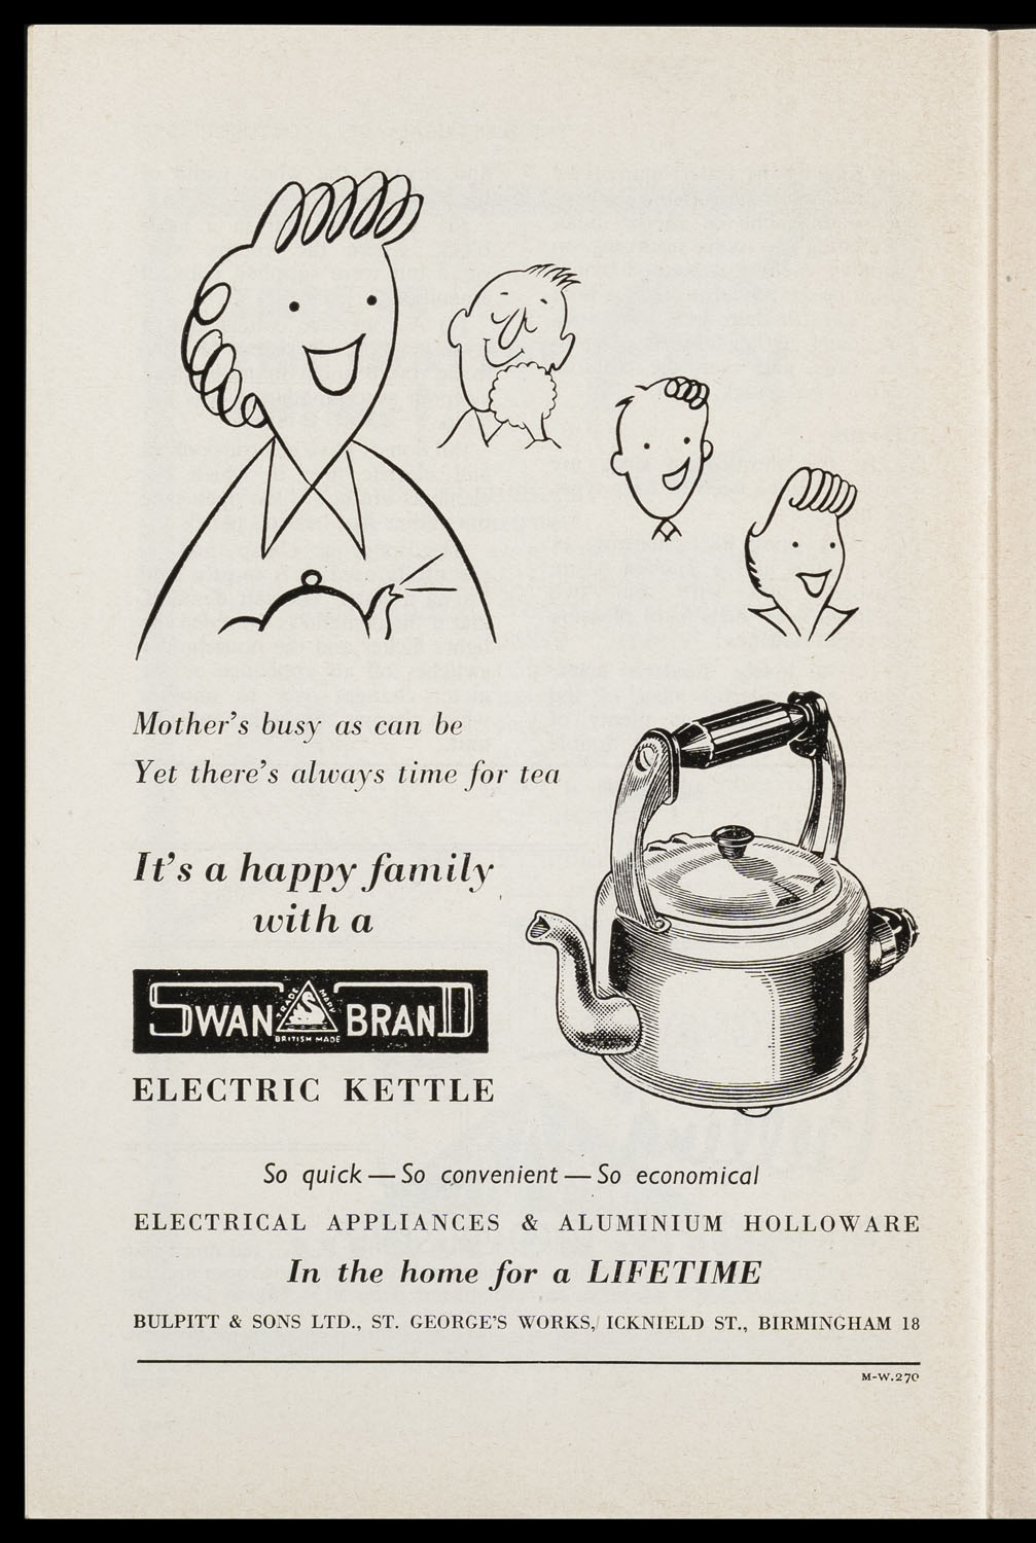 Mother's busy as can be
Yet there's always time for tea
It's a happy family
with a
SWAN TRADE MARK BRAND
BRITISH MADE
ELECTRIC KETTLE
So quick — So convenient — So economical
ELECTRICAL APPLIANCES & ALUMINIUM HOLLOWARE
In the home for a LIFETIME
BULPITT & SONS LTD., ST. GEORGE'S WORKS, ICKNIELD ST., BIRMINGHAM 18
M-W.270